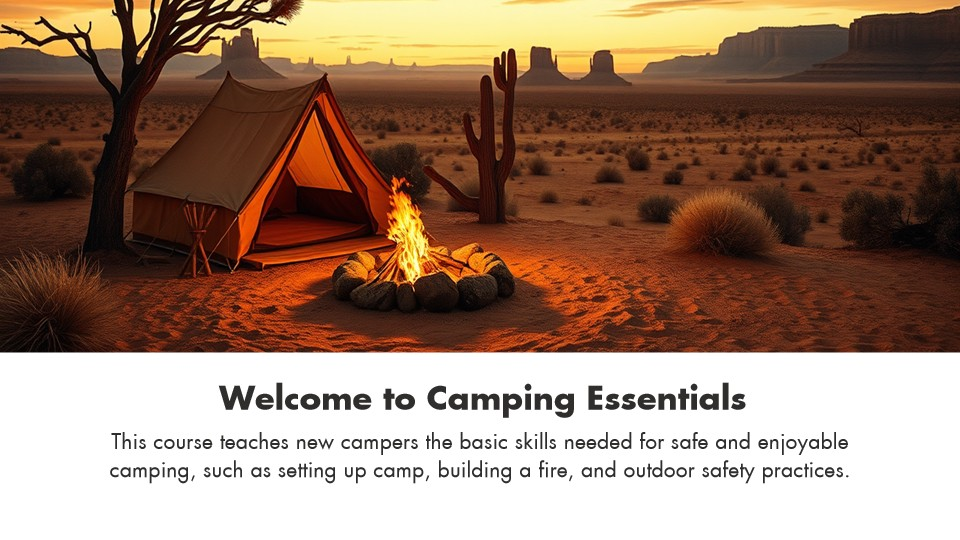 Welcome to Camping Essentials
This course teaches new campers the basic skills needed for safe and enjoyable
camping, such as setting up camp, building a fire, and outdoor safety practices.